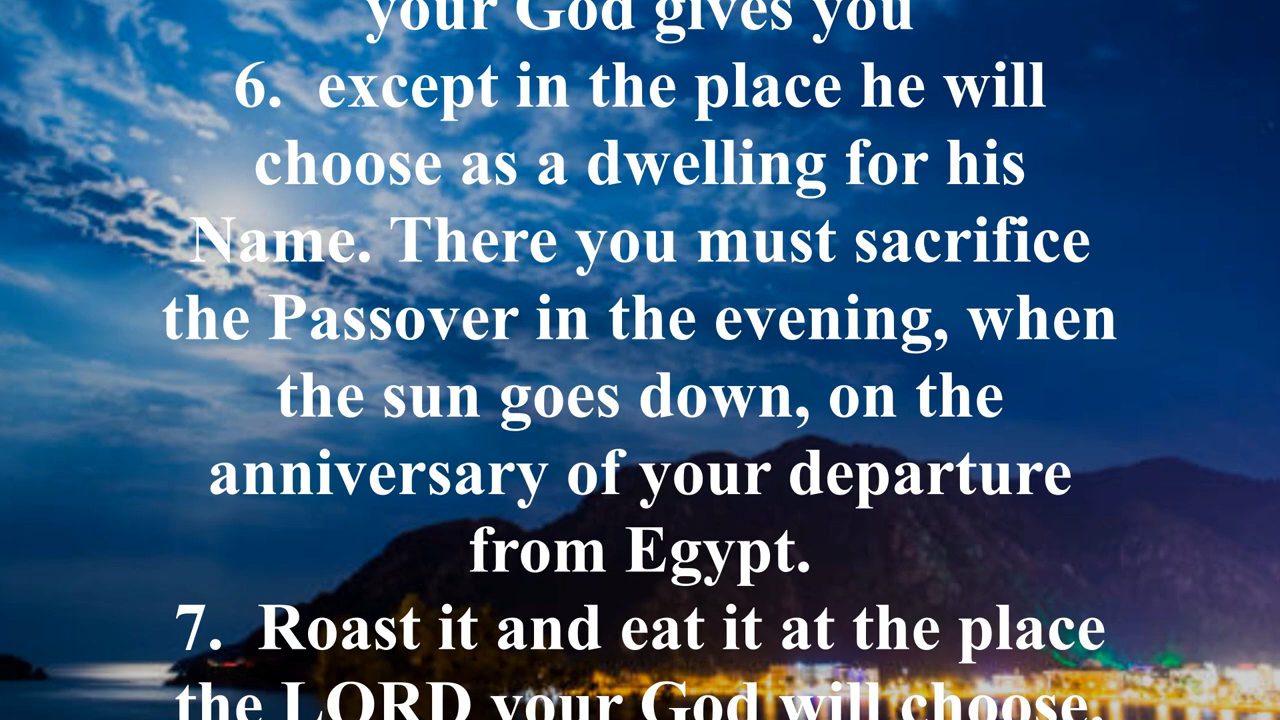 your God gives you
6. except in the place he will
choose as a dwelling for his
Name. There you must sacrifice
the Passover in the evening, when
the sun goes down, on the
anniversary of your departure
from Egypt.
7. Roast it and eat it at the place
the LORD your God will choose.